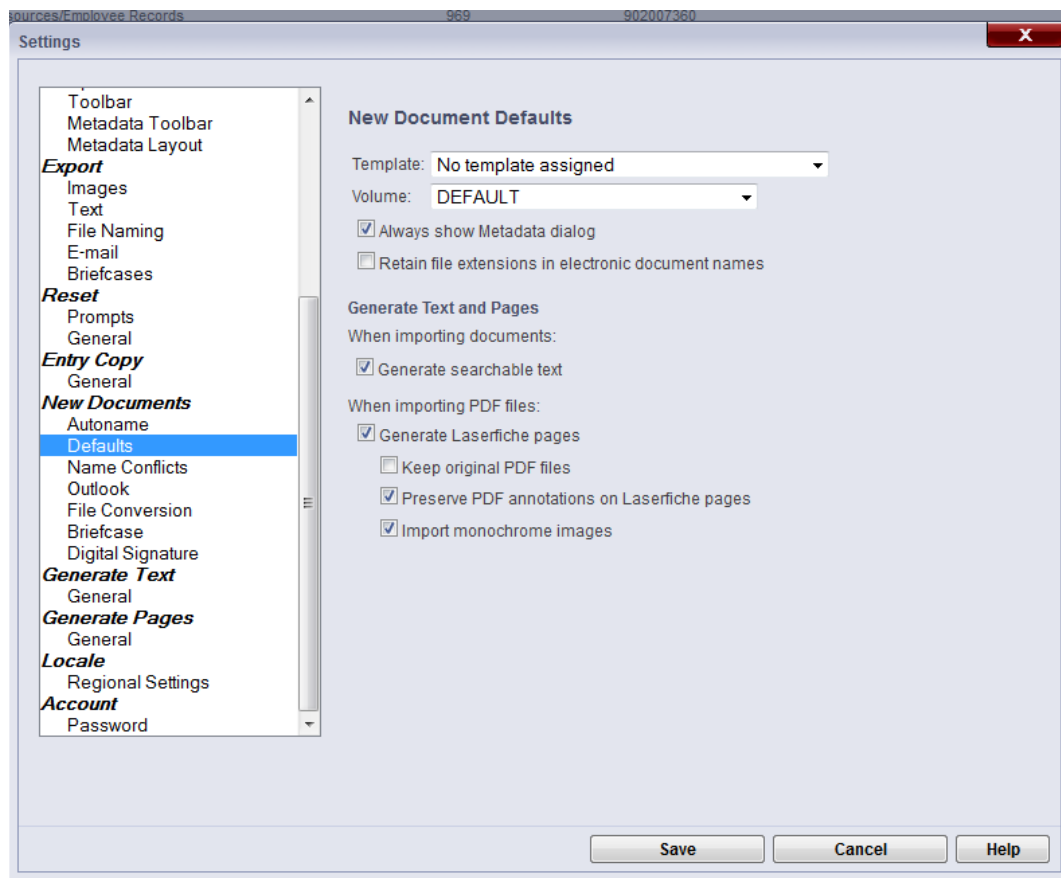 sources/Employee Records 969 902007360
Settings
X
Toolbar
Metadata Toolbar
Metadata Layout
Export
Images
Text
File Naming
E-mail
Briefcases
Reset
Prompts
General
Entry Copy
General
New Documents
Autoname
Defaults
Name Conflicts
Outlook
File Conversion
Briefcase
Digital Signature
Generate Text
General
Generate Pages
General
Locale
Regional Settings
Account
Password
New Document Defaults
Template: No template assigned
Volume: DEFAULT
Always show Metadata dialog
Retain file extensions in electronic document names
Generate Text and Pages
When importing documents:
Generate searchable text
When importing PDF files:
Generate Laserfiche pages
Keep original PDF files
Preserve PDF annotations on Laserfiche pages
Import monochrome images
Save Cancel Help